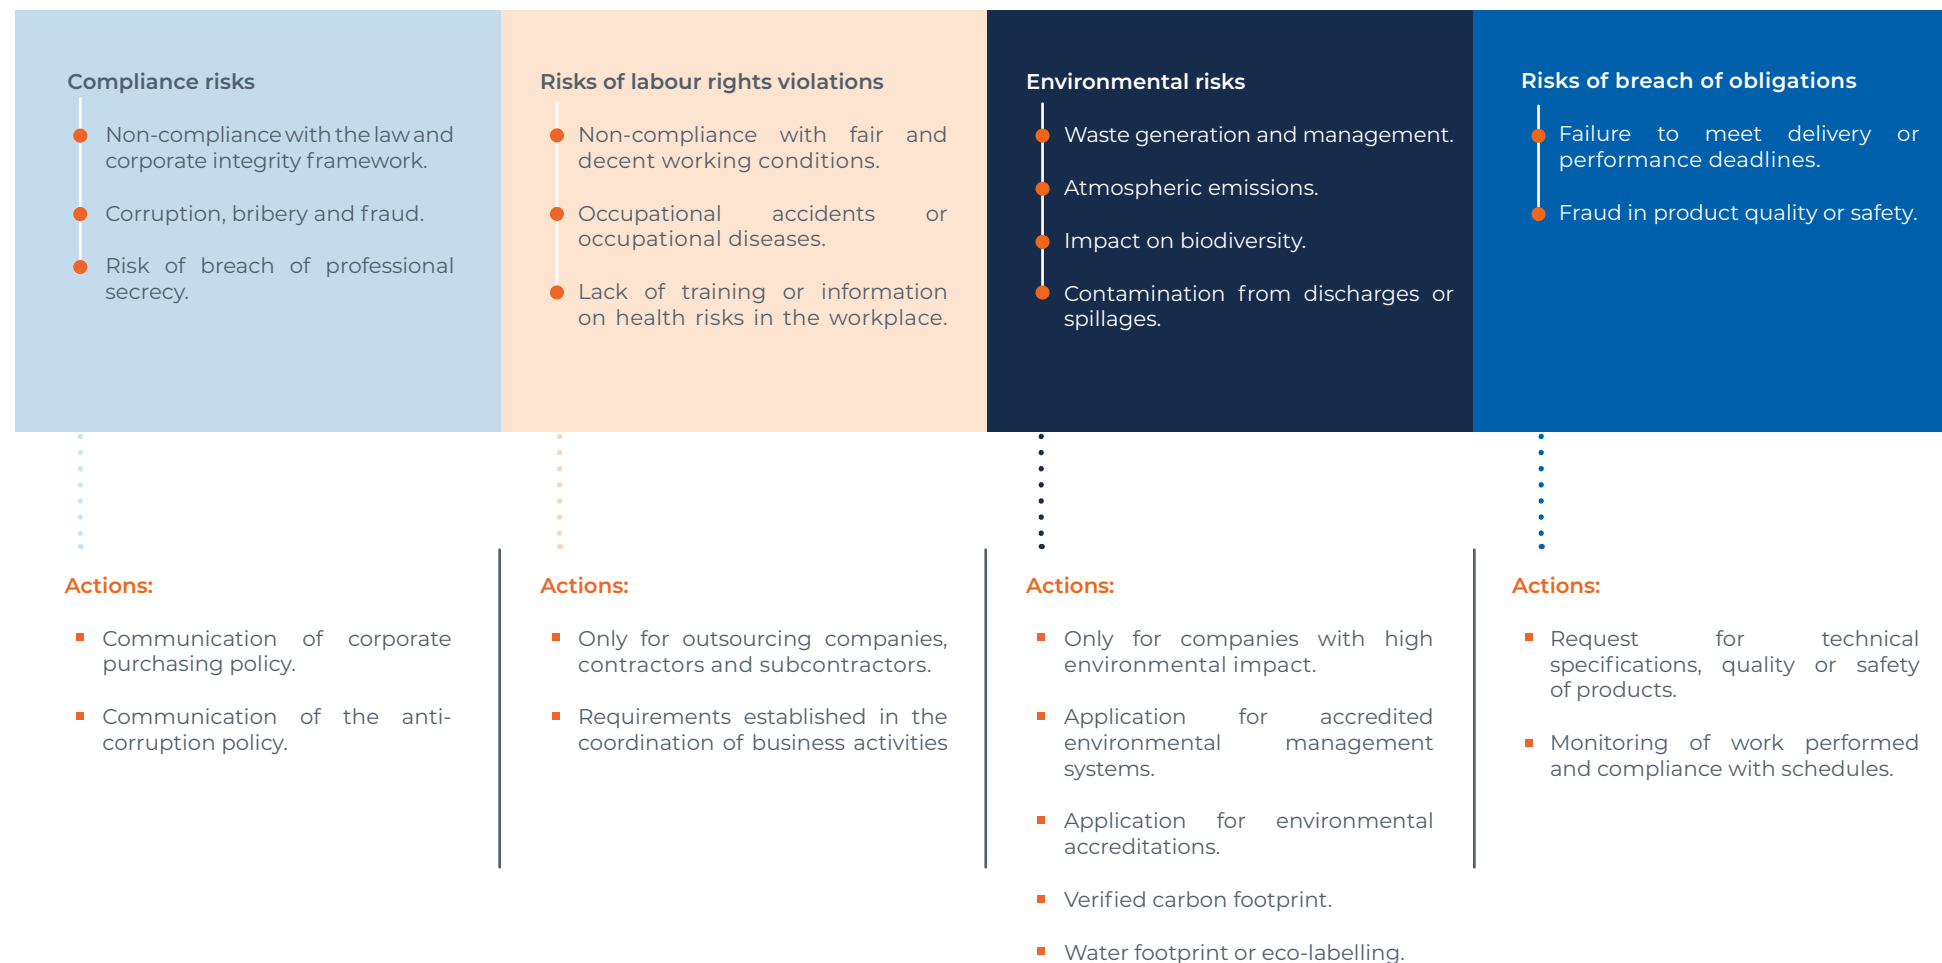 Compliance risks
Non-compliance with the law and
corporate integrity framework.
Corruption, bribery and fraud.
Risk of breach of professional
secrecy.
Risks of labour rights violations
Non-compliance with fair and
decent working conditions.
Occupational accidents or
occupational diseases.
Lack of training or information
on health risks in the workplace.
Environmental risks
Waste generation and management.
Atmospheric emissions.
Impact on biodiversity.
Contamination from discharges or
spillages.
Risks of breach of obligations
Failure to meet delivery or
performance deadlines.
Fraud in product quality or safety.
Actions:
Communication of corporate
purchasing policy.
Communication of the anti-
corruption policy.
Actions:
Only for outsourcing companies,
contractors and subcontractors.
Requirements established in the
coordination of business activities
Actions:
Only for companies with high
environmental impact.
Application for accredited
environmental management
systems.
Application for environmental
accreditations.
Verified carbon footprint.
Water footprint or eco-labelling.
Actions:
Request for technical
specifications, quality or safety
of products.
Monitoring of work performed
and compliance with schedules.